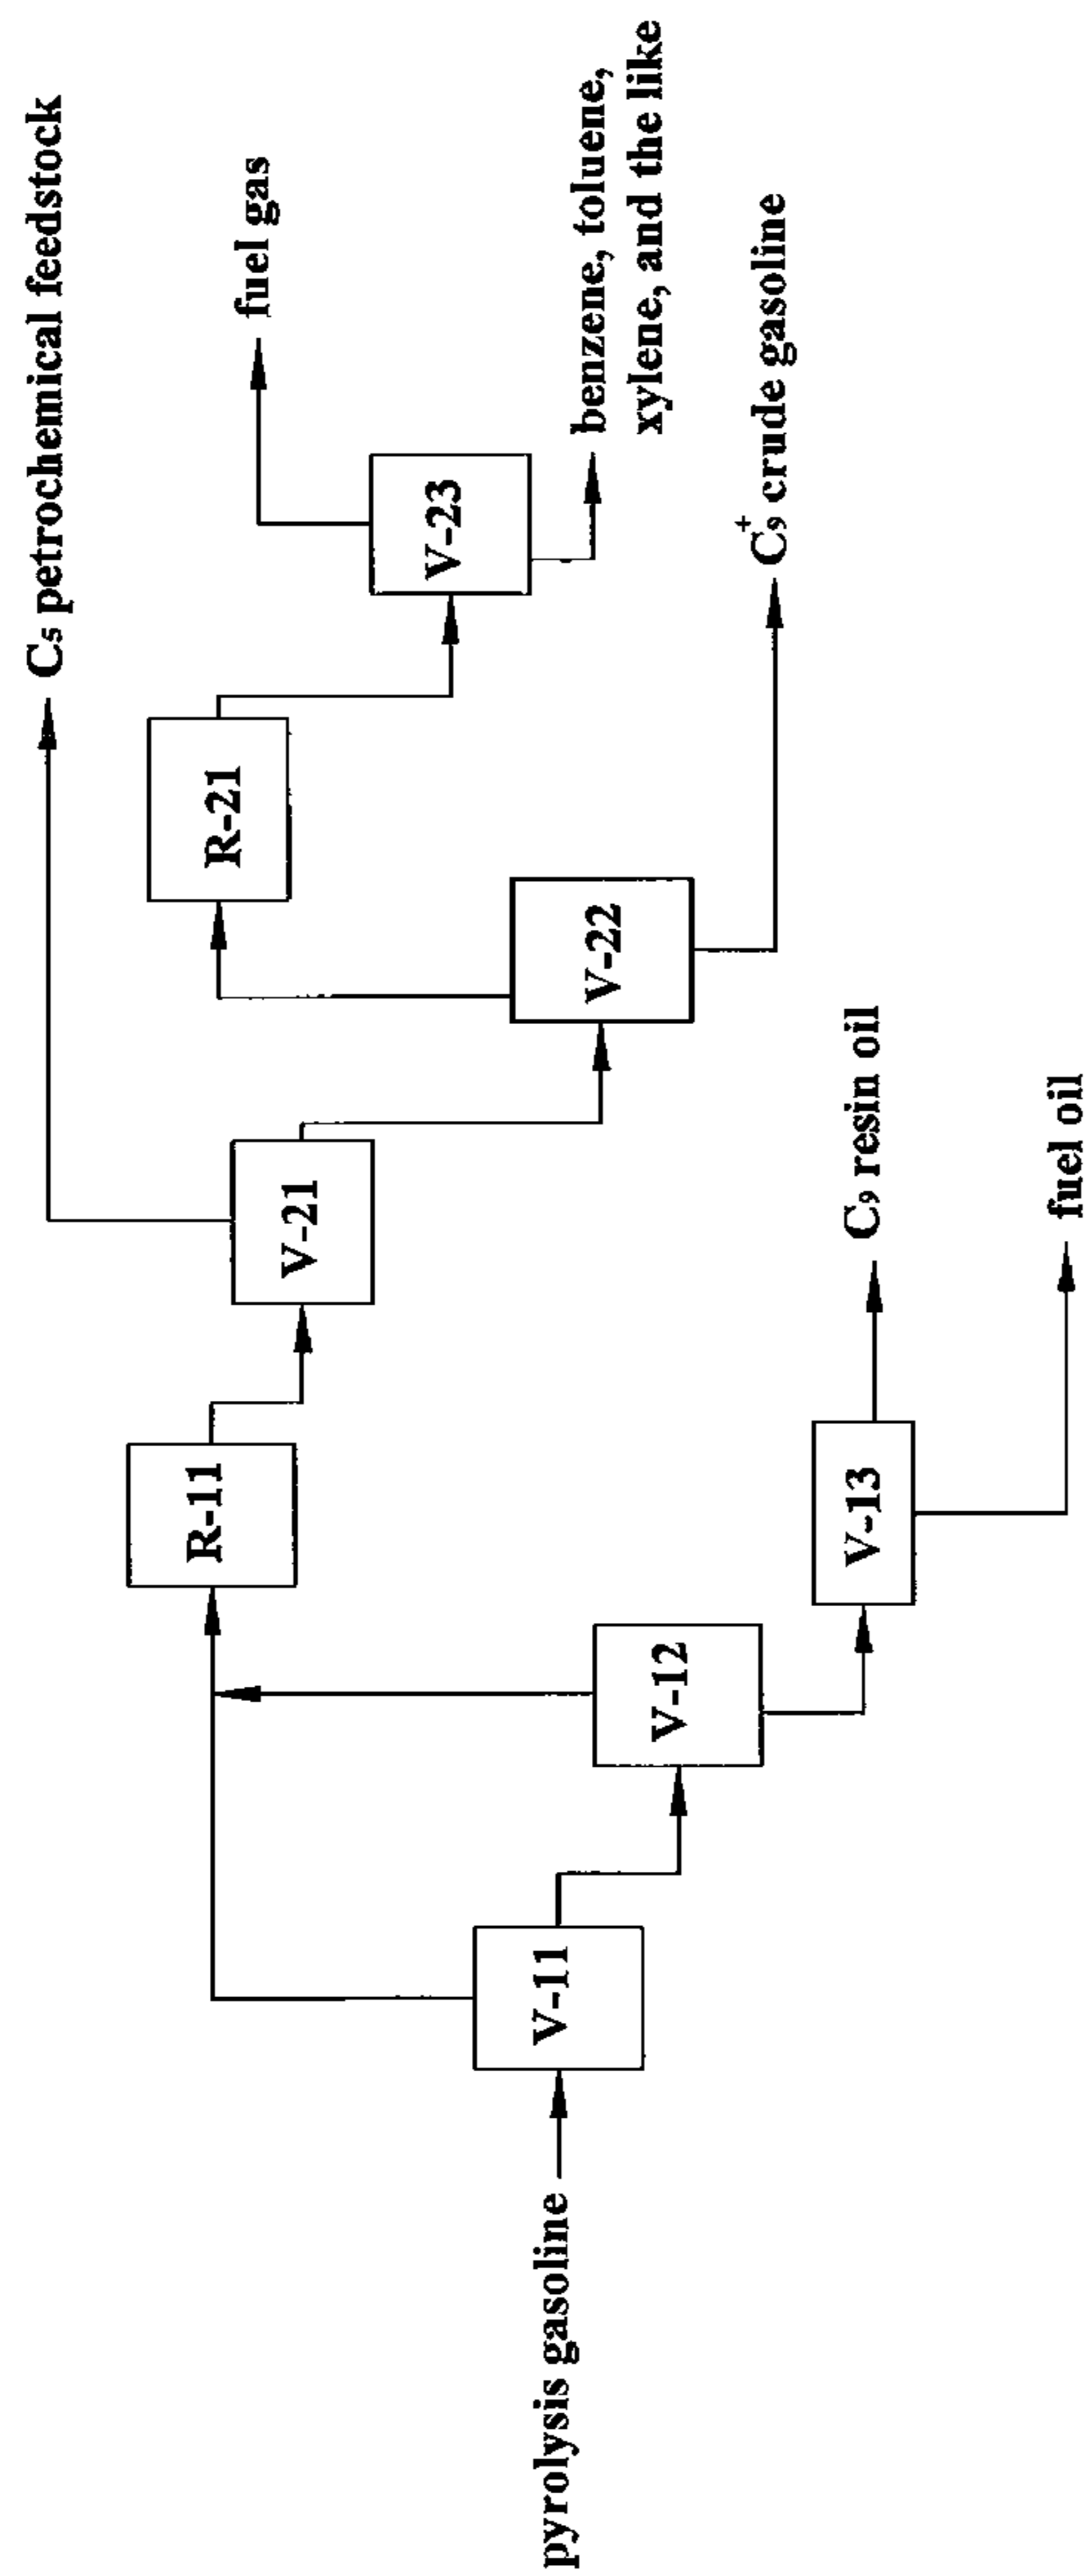 pyrolysis gasoline
V-11
V-12
R-11
V-13
V-21
C₉ resin oil
fuel oil
V-22
R-21
C₉⁺ crude gasoline
V-23
C₅ petrochemical feedstock
fuel gas
benzene, toluene,
xylene, and the like